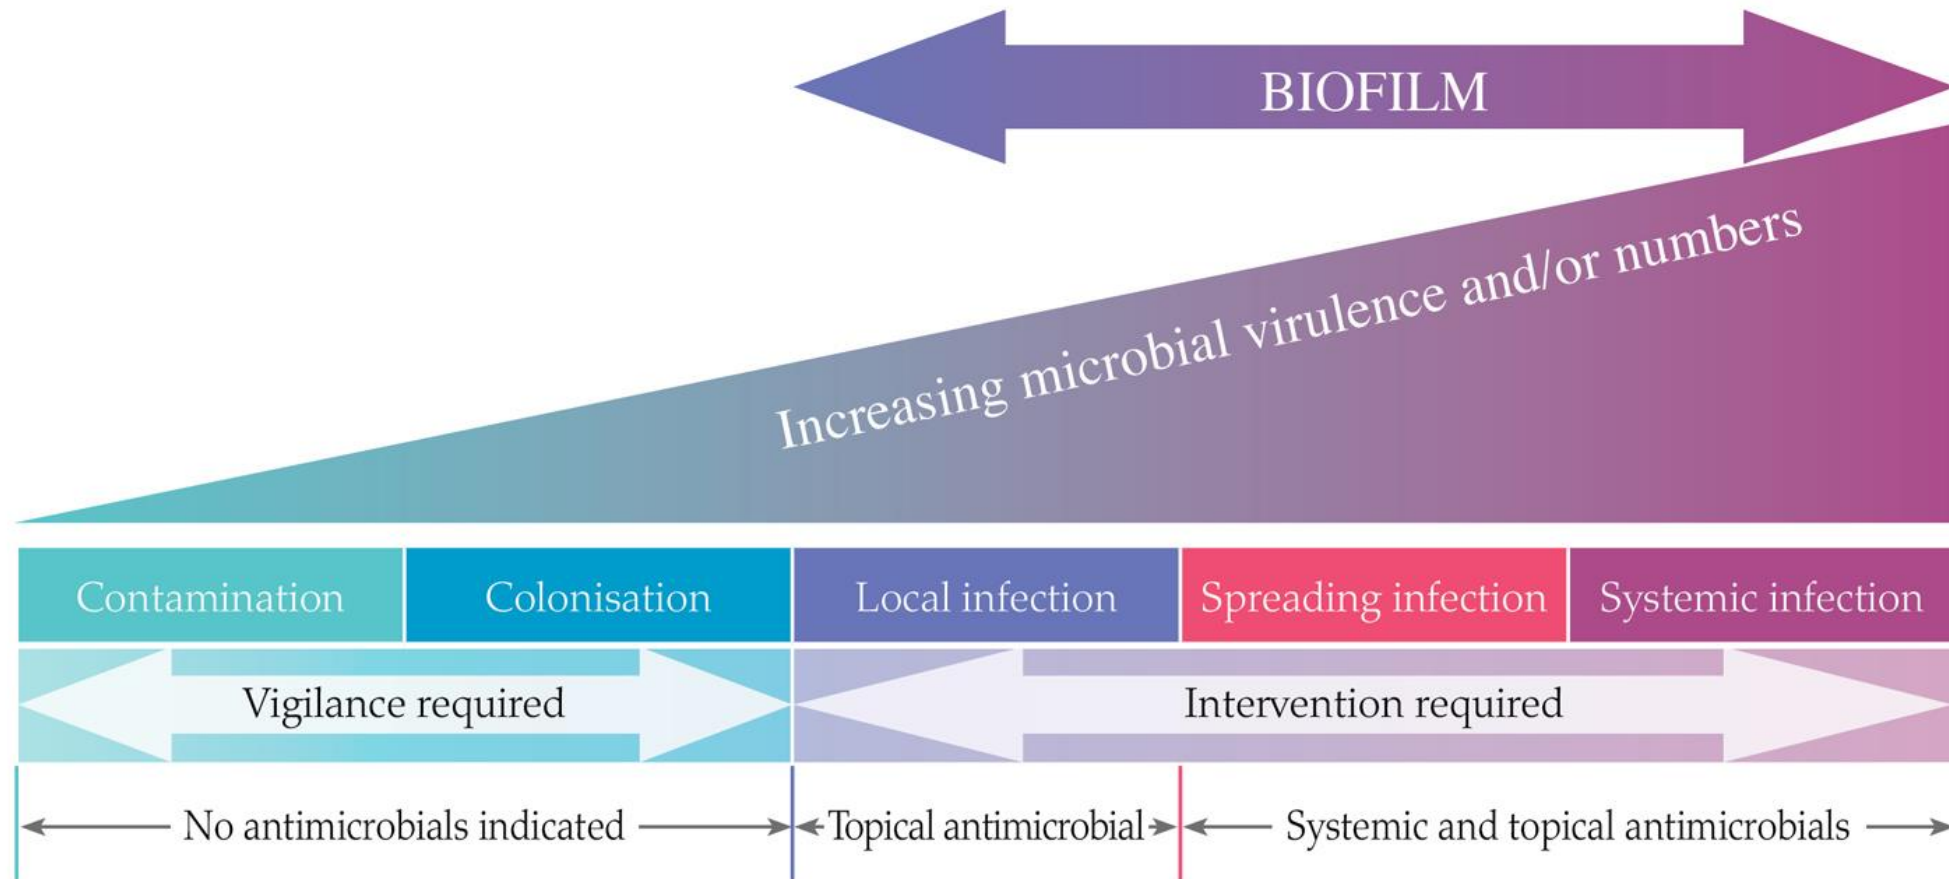 BIOFILM
Increasing microbial virulence and/or numbers
Contamination
Colonisation
Local infection
Spreading infection
Systemic infection
Vigilance required
Intervention required
No antimicrobials indicated
Topical antimicrobial
Systemic and topical antimicrobials